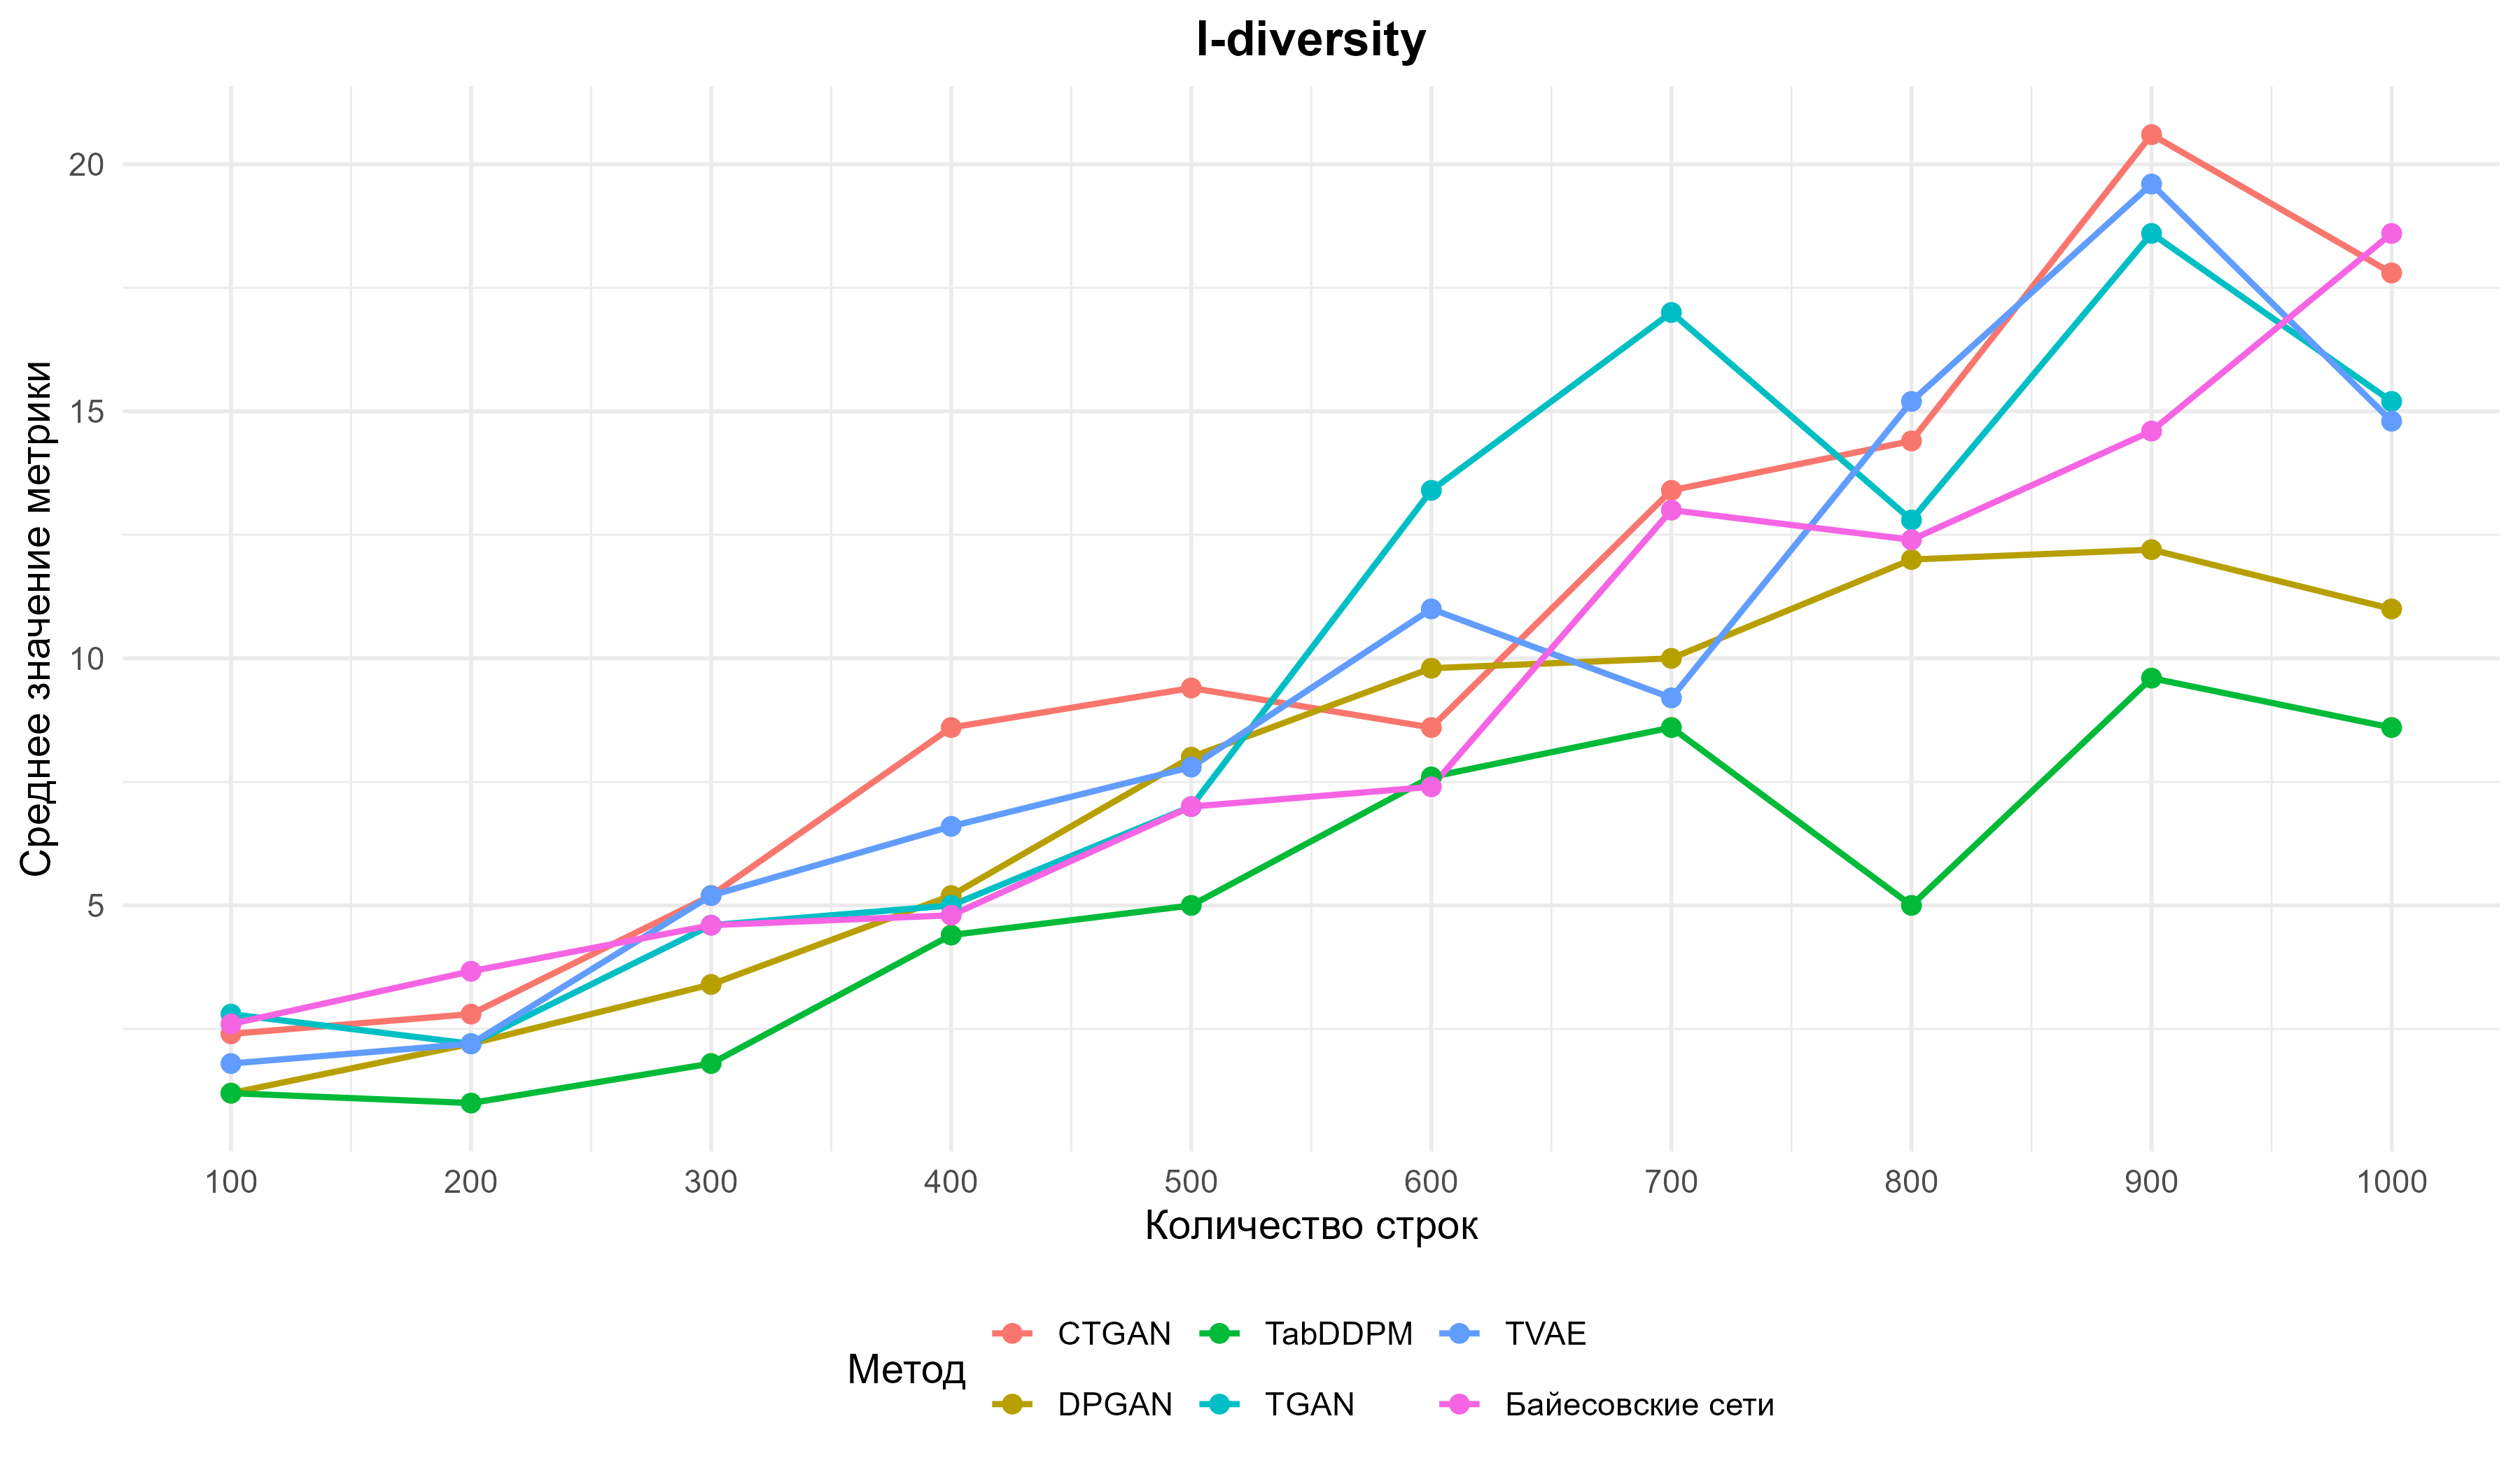 l-diversity
Среднее значение метрики
20
15
10
5
100 200 300 400 500 600 700 800 900 1000
Количество строк
Метод
CTGAN TabDDPM TVAE
DPGAN TGAN Байесовские сети